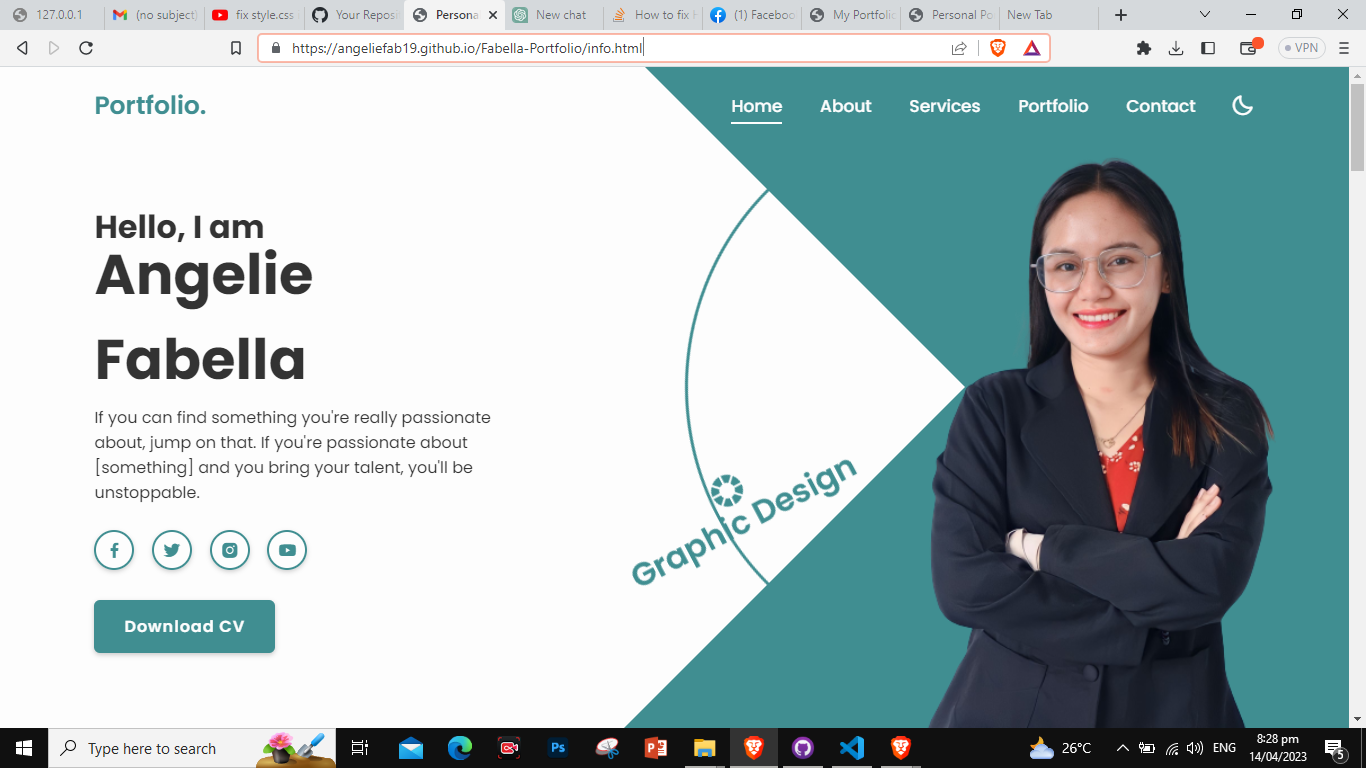 127.0.0.1
(no subject)
fix style.css
Your Reposi
Persona
New chat
How to fix H
(1) Faceboo
My Portfolio
Personal Po
New Tab
https://angeliefab19.github.io/Fabella-Portfolio/info.html
VPN
Portfolio.
Home
About
Services
Portfolio
Contact
Hello, I am
Angelie
Fabella
If you can find something you're really passionate
about, jump on that. If you're passionate about
[something] and you bring your talent, you'll be
unstoppable.
Graphic Design
Download CV
Type here to search
Ps
26°C
ENG
8:28 pm
14/04/2023
5